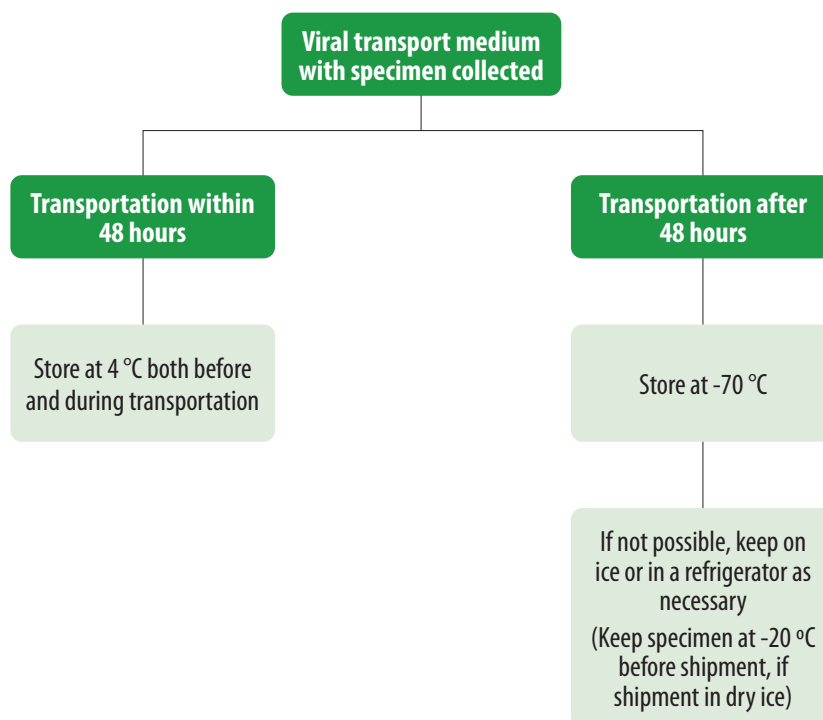 Viral transport medium
with specimen collected
Transportation within
48 hours
Transportation after
48 hours
Store at 4 °C both before
and during transportation
Store at -70 °C
If not possible, keep on
ice or in a refrigerator as
necessary
(Keep specimen at -20 ºC
before shipment, if
shipment in dry ice)